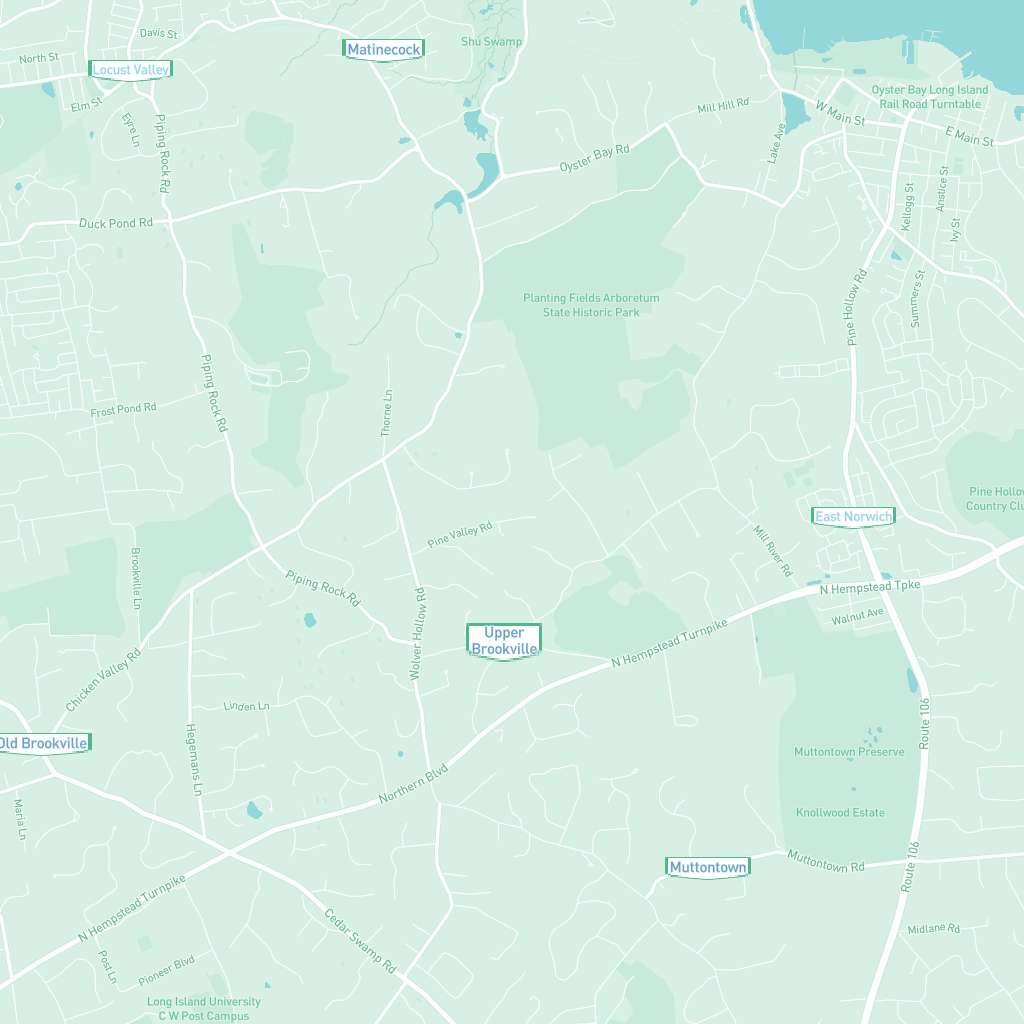 Davis St
Matinecock
Shu Swamp
North St
Locust Valley
Elm St
Eyre Ln
Piping Rock Rd
Oyster Bay Long Island
Rail Road Turntable
Mill Hill Rd
W Main St
E Main St
Lake Ave
Oyster Bay Rd
Kellogg St
Anstice St
Ivy St
Duck Pond Rd
Summers St
Pine Hollow Rd
Planting Fields Arboretum
State Historic Park
Piping Rock Rd
Thorne Ln
Frost Pond Rd
Pine Hollow
Country Clu
East Norwich
Pine Valley Rd
Mill River Rd
Brookville Ln
Piping Rock Rd
Wolver Hollow Rd
N Hempstead Tpke
Walnut Ave
Upper
Brookville
N Hempstead Turnpike
Chicken Valley Rd
Linden Ln
Route 106
Old Brookville
Hegemans Ln
Muttontown Preserve
Northern Blvd
Maria Ln
Knollwood Estate
Muttontown
Muttontown Rd
Route 106
N Hempstead Turnpike
Cedar Swamp Rd
Midlane Rd
Post Ln
Pioneer Blvd
Long Island University
C W Post Campus